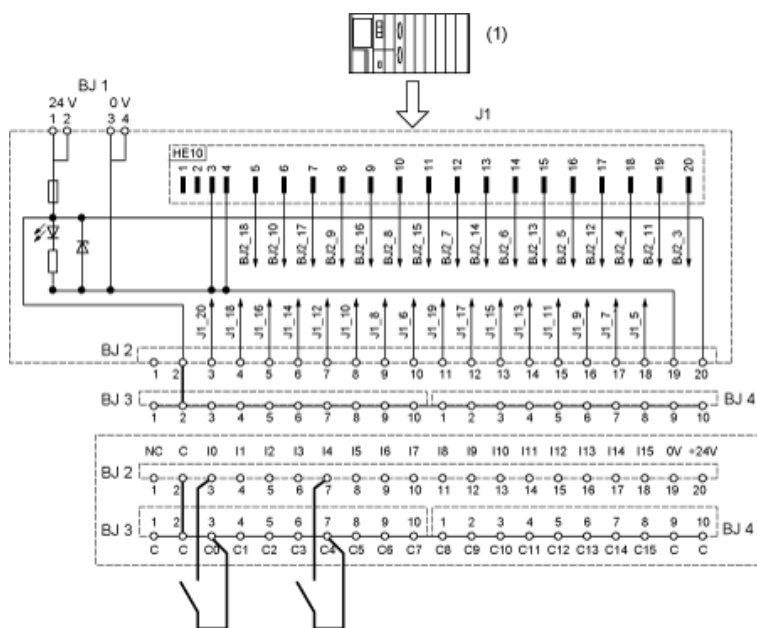 (1)
BJ 1
24 V 0 V
1 2 3 4
J1
HE10
1 2 3 4 5 6 7 8 9 10 11 12 13 14 15 16 17 18 19 20
BJ2_18 BJ2_10 BJ2_17 BJ2_9 BJ2_16 BJ2_8 BJ2_15 BJ2_7 BJ2_14 BJ2_6 BJ2_13 BJ2_5 BJ2_12 BJ2_4 BJ2_11 BJ2_3
J1_20 J1_18 J1_16 J1_14 J1_12 J1_10 J1_8 J1_6 J1_19 J1_17 J1_15 J1_13 J1_11 J1_9 J1_7 J1_5
BJ 2
1 2 3 4 5 6 7 8 9 10 11 12 13 14 15 16 17 18 19 20
BJ 3 BJ 4
1 2 3 4 5 6 7 8 9 10 1 2 3 4 5 6 7 8 9 10
NC C I0 I1 I2 I3 I4 I5 I6 I7 I8 I9 I10 I11 I12 I13 I14 I15 0V +24V
BJ 2
1 2 3 4 5 6 7 8 9 10 11 12 13 14 15 16 17 18 19 20
1 2 3 4 5 6 7 8 9 10 1 2 3 4 5 6 7 8 9 10
BJ 3 BJ 4
C C C0 C1 C2 C3 C4 C5 C6 C7 C8 C9 C10 C11 C12 C13 C14 C15 C C